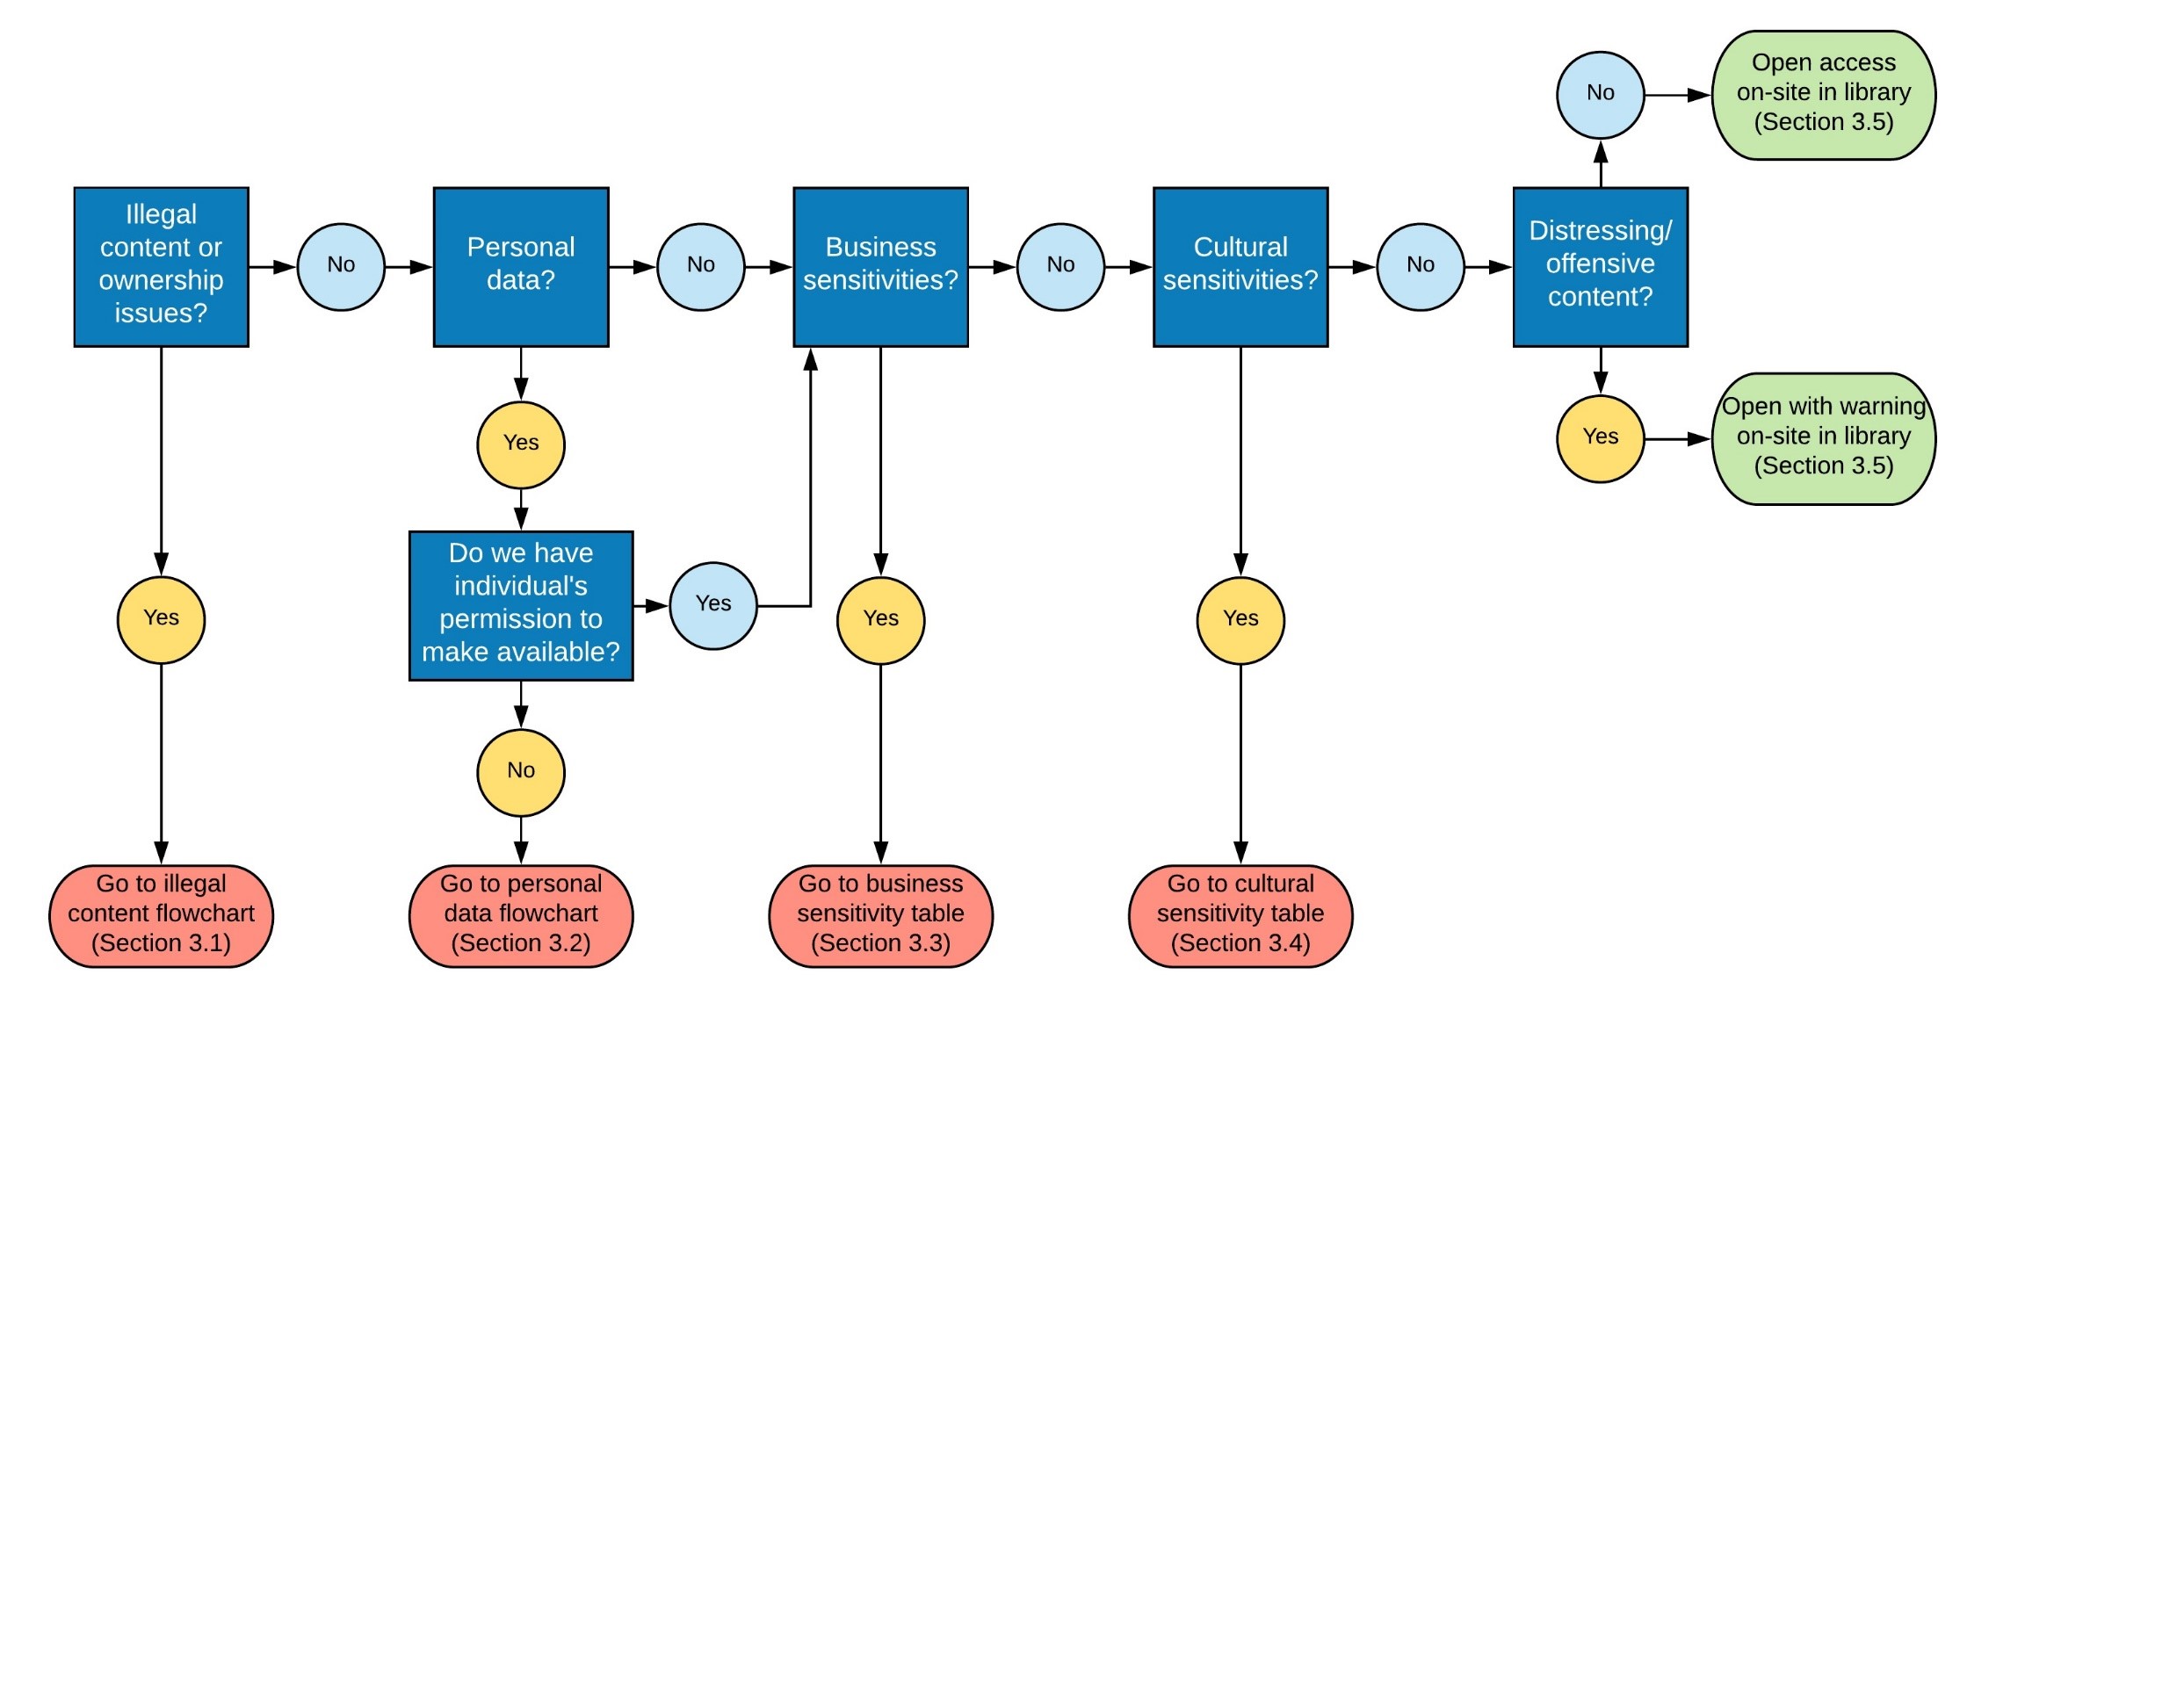 Illegal
content or
ownership
issues?
No
Personal
data?
No
Business
sensitivities?
No
Cultural
sensitivities?
No
Distressing/
offensive
content?
No
Open access
on-site in library
(Section 3.5)
Yes
Open with warning
on-site in library
(Section 3.5)
Yes
Do we have
individual's
permission to
make available?
Yes
No
Yes
Yes
Yes
Go to illegal
content flowchart
(Section 3.1)
Go to personal
data flowchart
(Section 3.2)
Go to business
sensitivity table
(Section 3.3)
Go to cultural
sensitivity table
(Section 3.4)